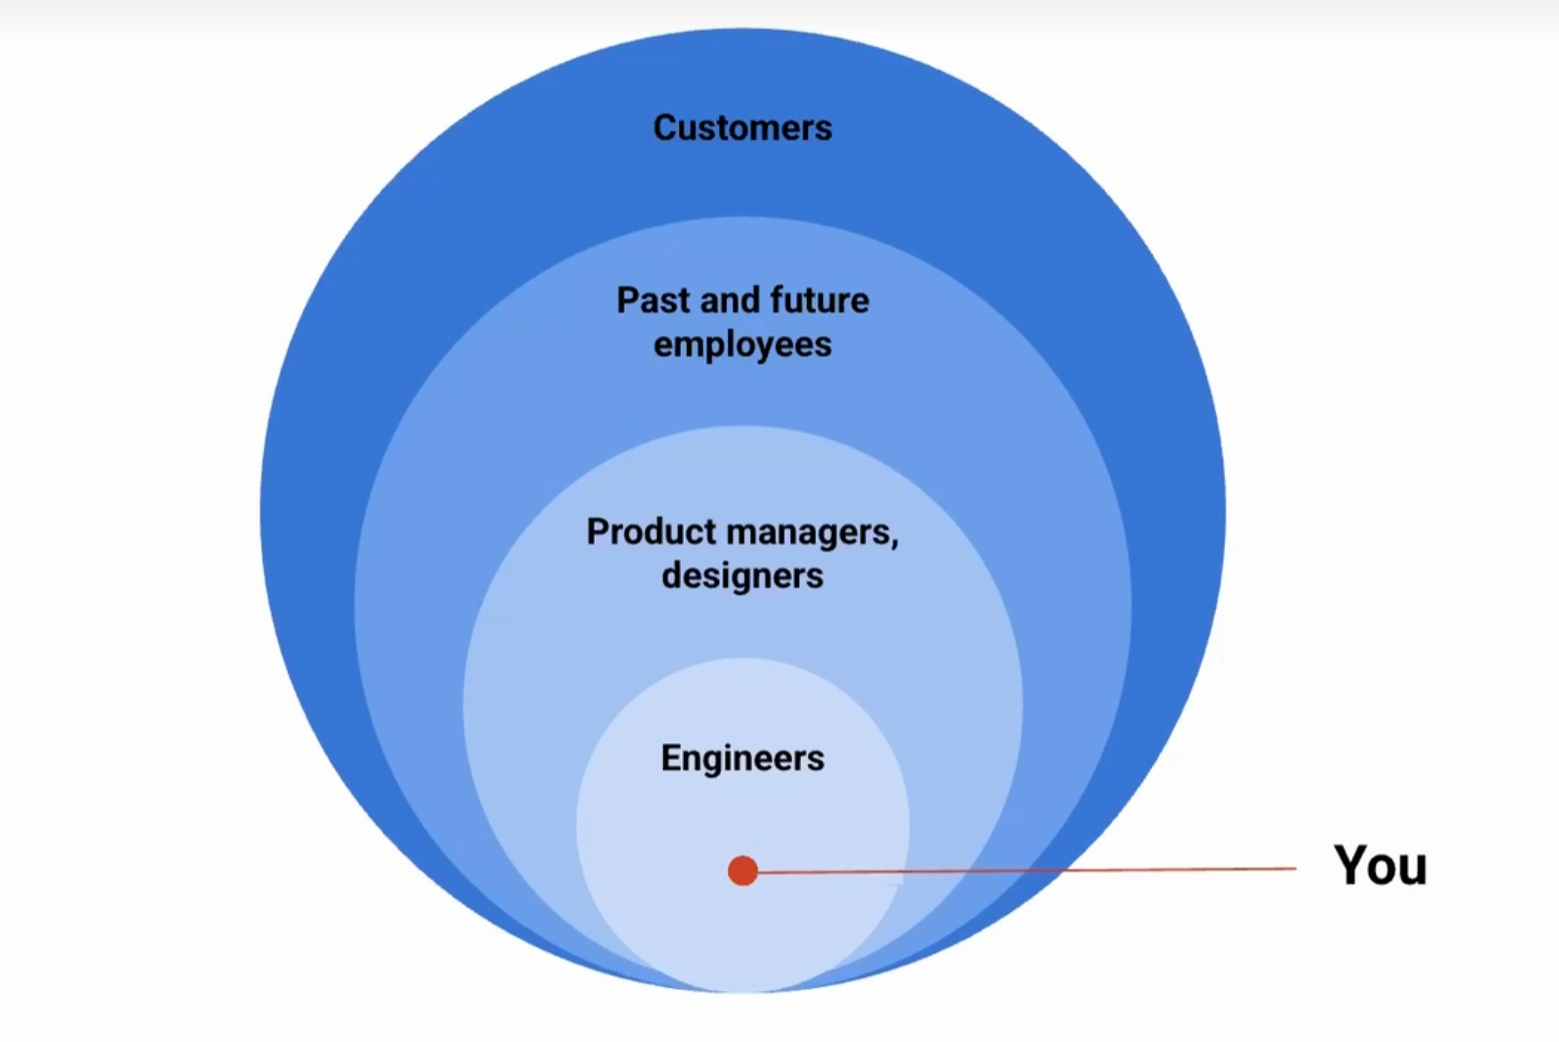 Customers
Past and future
employees
Product managers,
designers
Engineers
You